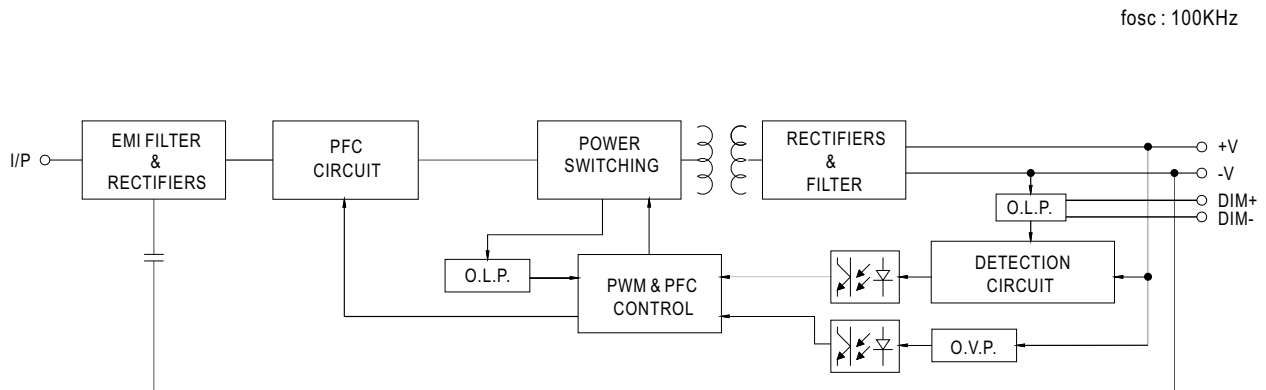 fosc : 100KHz
I/P
EMI FILTER
&
RECTIFIERS
PFC
CIRCUIT
POWER
SWITCHING
RECTIFIERS
&
FILTER
+V
-V
DIM+
DIM-
O.L.P.
O.L.P.
PWM & PFC
CONTROL
DETECTION
CIRCUIT
O.V.P.